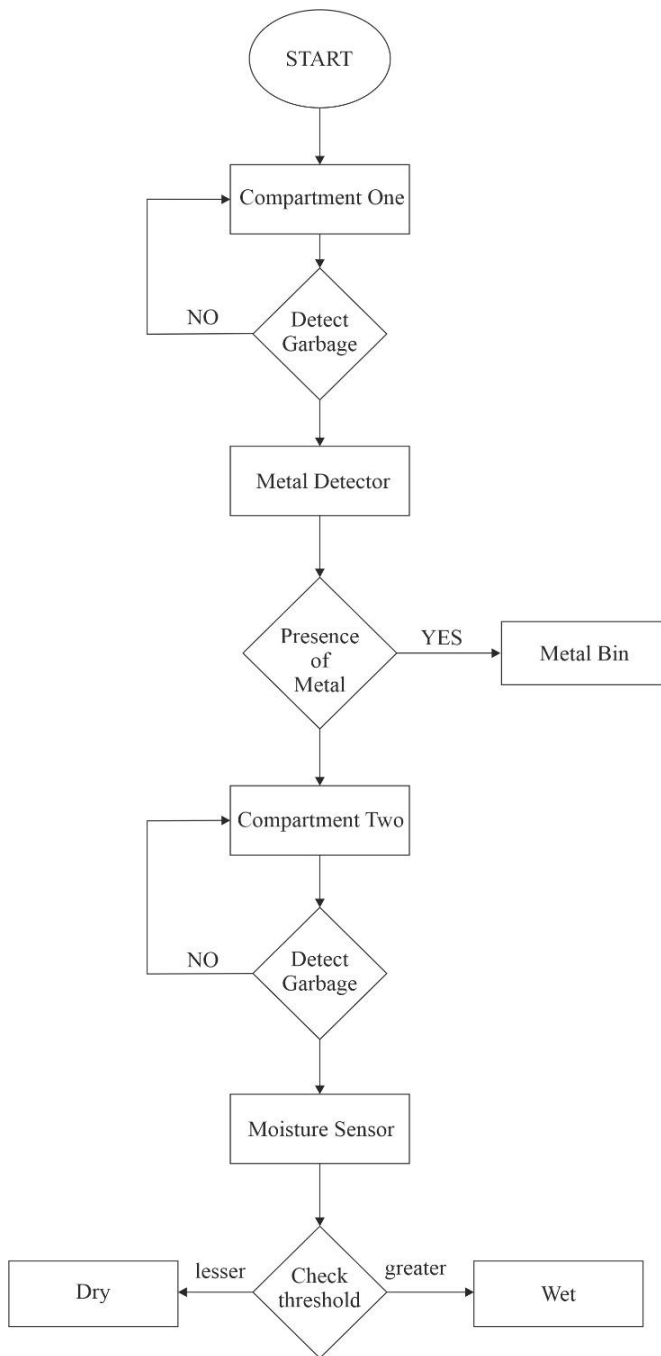 START
Compartment One
NO
Detect
Garbage
Metal Detector
Presence
of
Metal
YES
Metal Bin
Compartment Two
NO
Detect
Garbage
Moisture Sensor
Dry
lesser
Check
threshold
greater
Wet